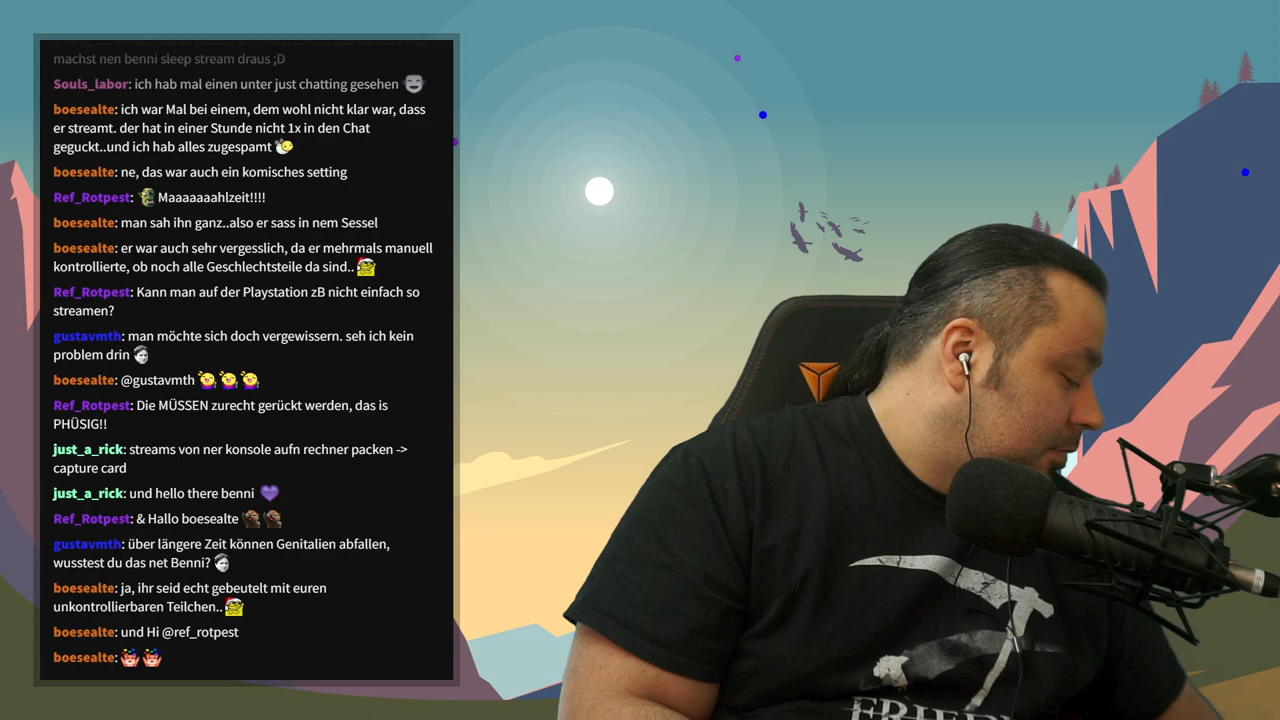 machst nen benni sleep stream draus ;D
Souls_labor: ich hab mal einen unter just chatting gesehen
boesealte: ich war Mal bei einem, dem wohl nicht klar war, dass
er streamt. der hat in einer Stunde nicht 1x in den Chat
geguckt..und ich hab alles zugespamt
boesealte: ne, das war auch ein komisches setting
Ref_Rotpest: Maaaaaaahlzeit!!!!
boesealte: man sah ihn ganz..also er sass in nem Sessel
boesealte: er war auch sehr vergesslich, da er mehrmals manuell
kontrollierte, ob noch alle Geschlechtsteile da sind..
Ref_Rotpest: Kann man auf der Playstation zB nicht einfach so
streamen?
gustavmth: man möchte sich doch vergewissern. seh ich kein
problem drin
boesealte: @gustavmth
Ref_Rotpest: Die MÜSSEN zurecht gerückt werden, das is
PHÜSIG!!
just_a_rick: streams von ner konsole aufn rechner packen ->
capture card
just_a_rick: und hello there benni
Ref_Rotpest: & Hallo boesealte
gustavmth: über längere Zeit können Genitalien abfallen,
wusstest du das net Benni?
boesealte: ja, ihr seid echt gebeutelt mit euren
unkontrollierbaren Teilchen..
boesealte: und Hi @ref_rotpest
boesealte: